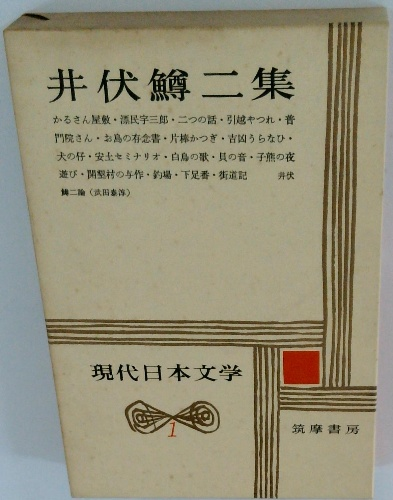 井伏鱒二集
かるさん屋敷・漂民宇三郎・二つの話・引越やつれ・普
門院さん・お島の存念書・片棒かつぎ・吉凶うらなひ・
犬の仔・安土セミナリオ・白鳥の歌・貝の音・子熊の夜
遊び・開墾村の与作・釣場・下足番・街道記 井伏
鱒二論（武田泰淳）
現代日本文学
1
筑摩書房